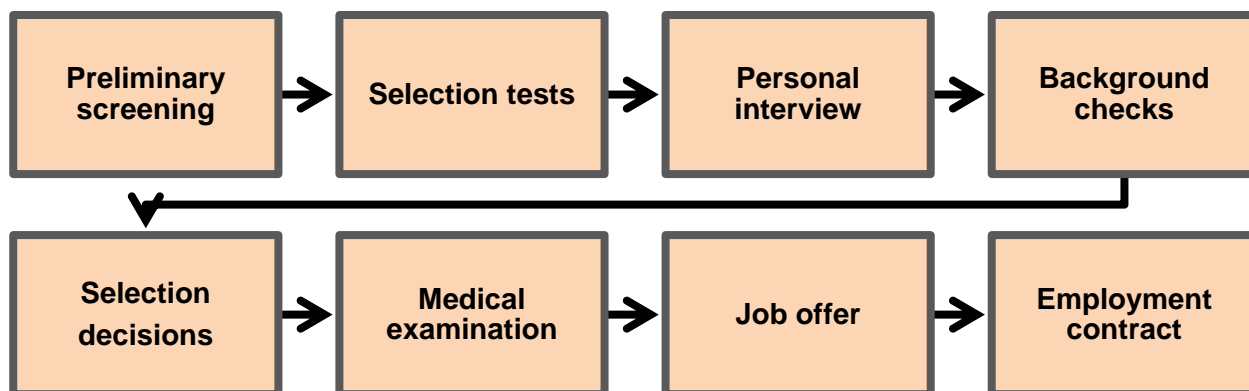 Preliminary
screening
Selection tests
Personal
interview
Background
checks
Selection
decisions
Medical
examination
Job offer
Employment
contract